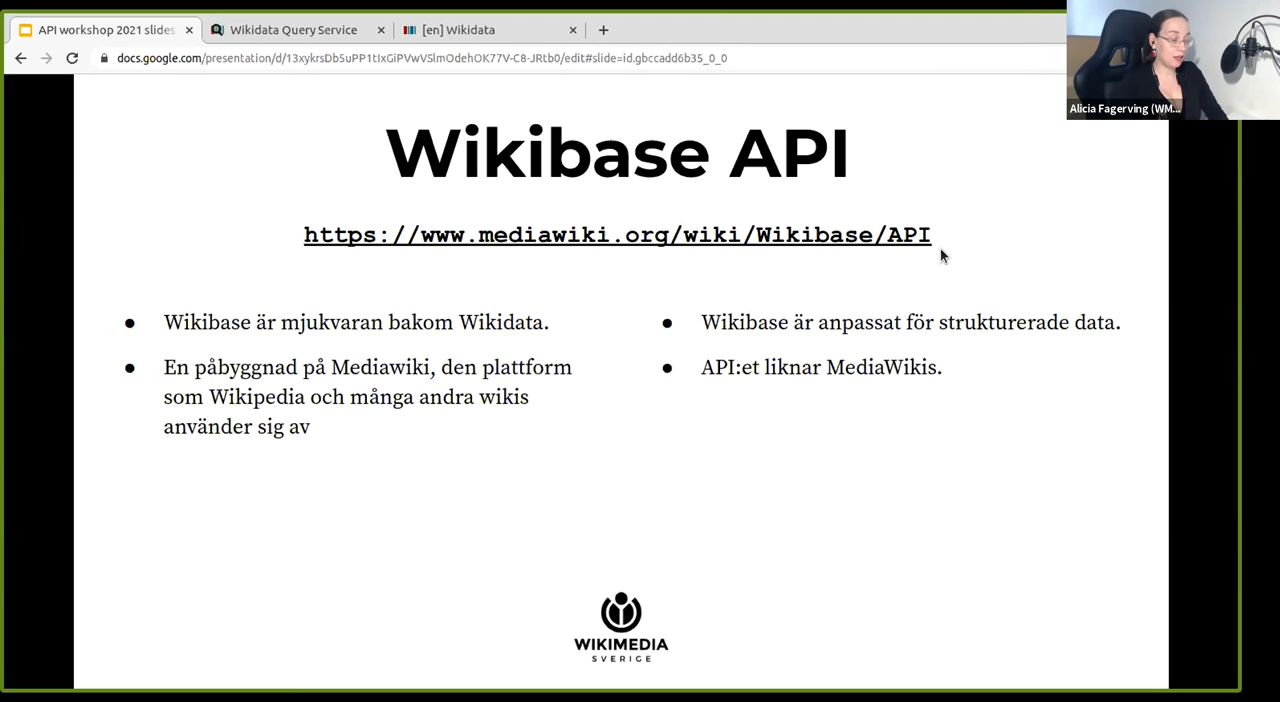 API workshop 2021 slides
Wikidata Query Service
[en] Wikidata
docs.google.com/presentation/d/13xykrsDb5uPP1tIxGiPVwVSlmOdehOK77V-C8-JRtb0/edit#slide=id.gbccadd6b35_0_0
Alicia Fagerving (WM...
Wikibase API
https://www.mediawiki.org/wiki/Wikibase/API
● Wikibase är mjukvaran bakom Wikidata.
● En påbyggnad på Mediawiki, den plattform
som Wikipedia och många andra wikis
använder sig av
● Wikibase är anpassat för strukturerade data.
● API:et liknar MediaWikis.
WIKIMEDIA
SVERIGE